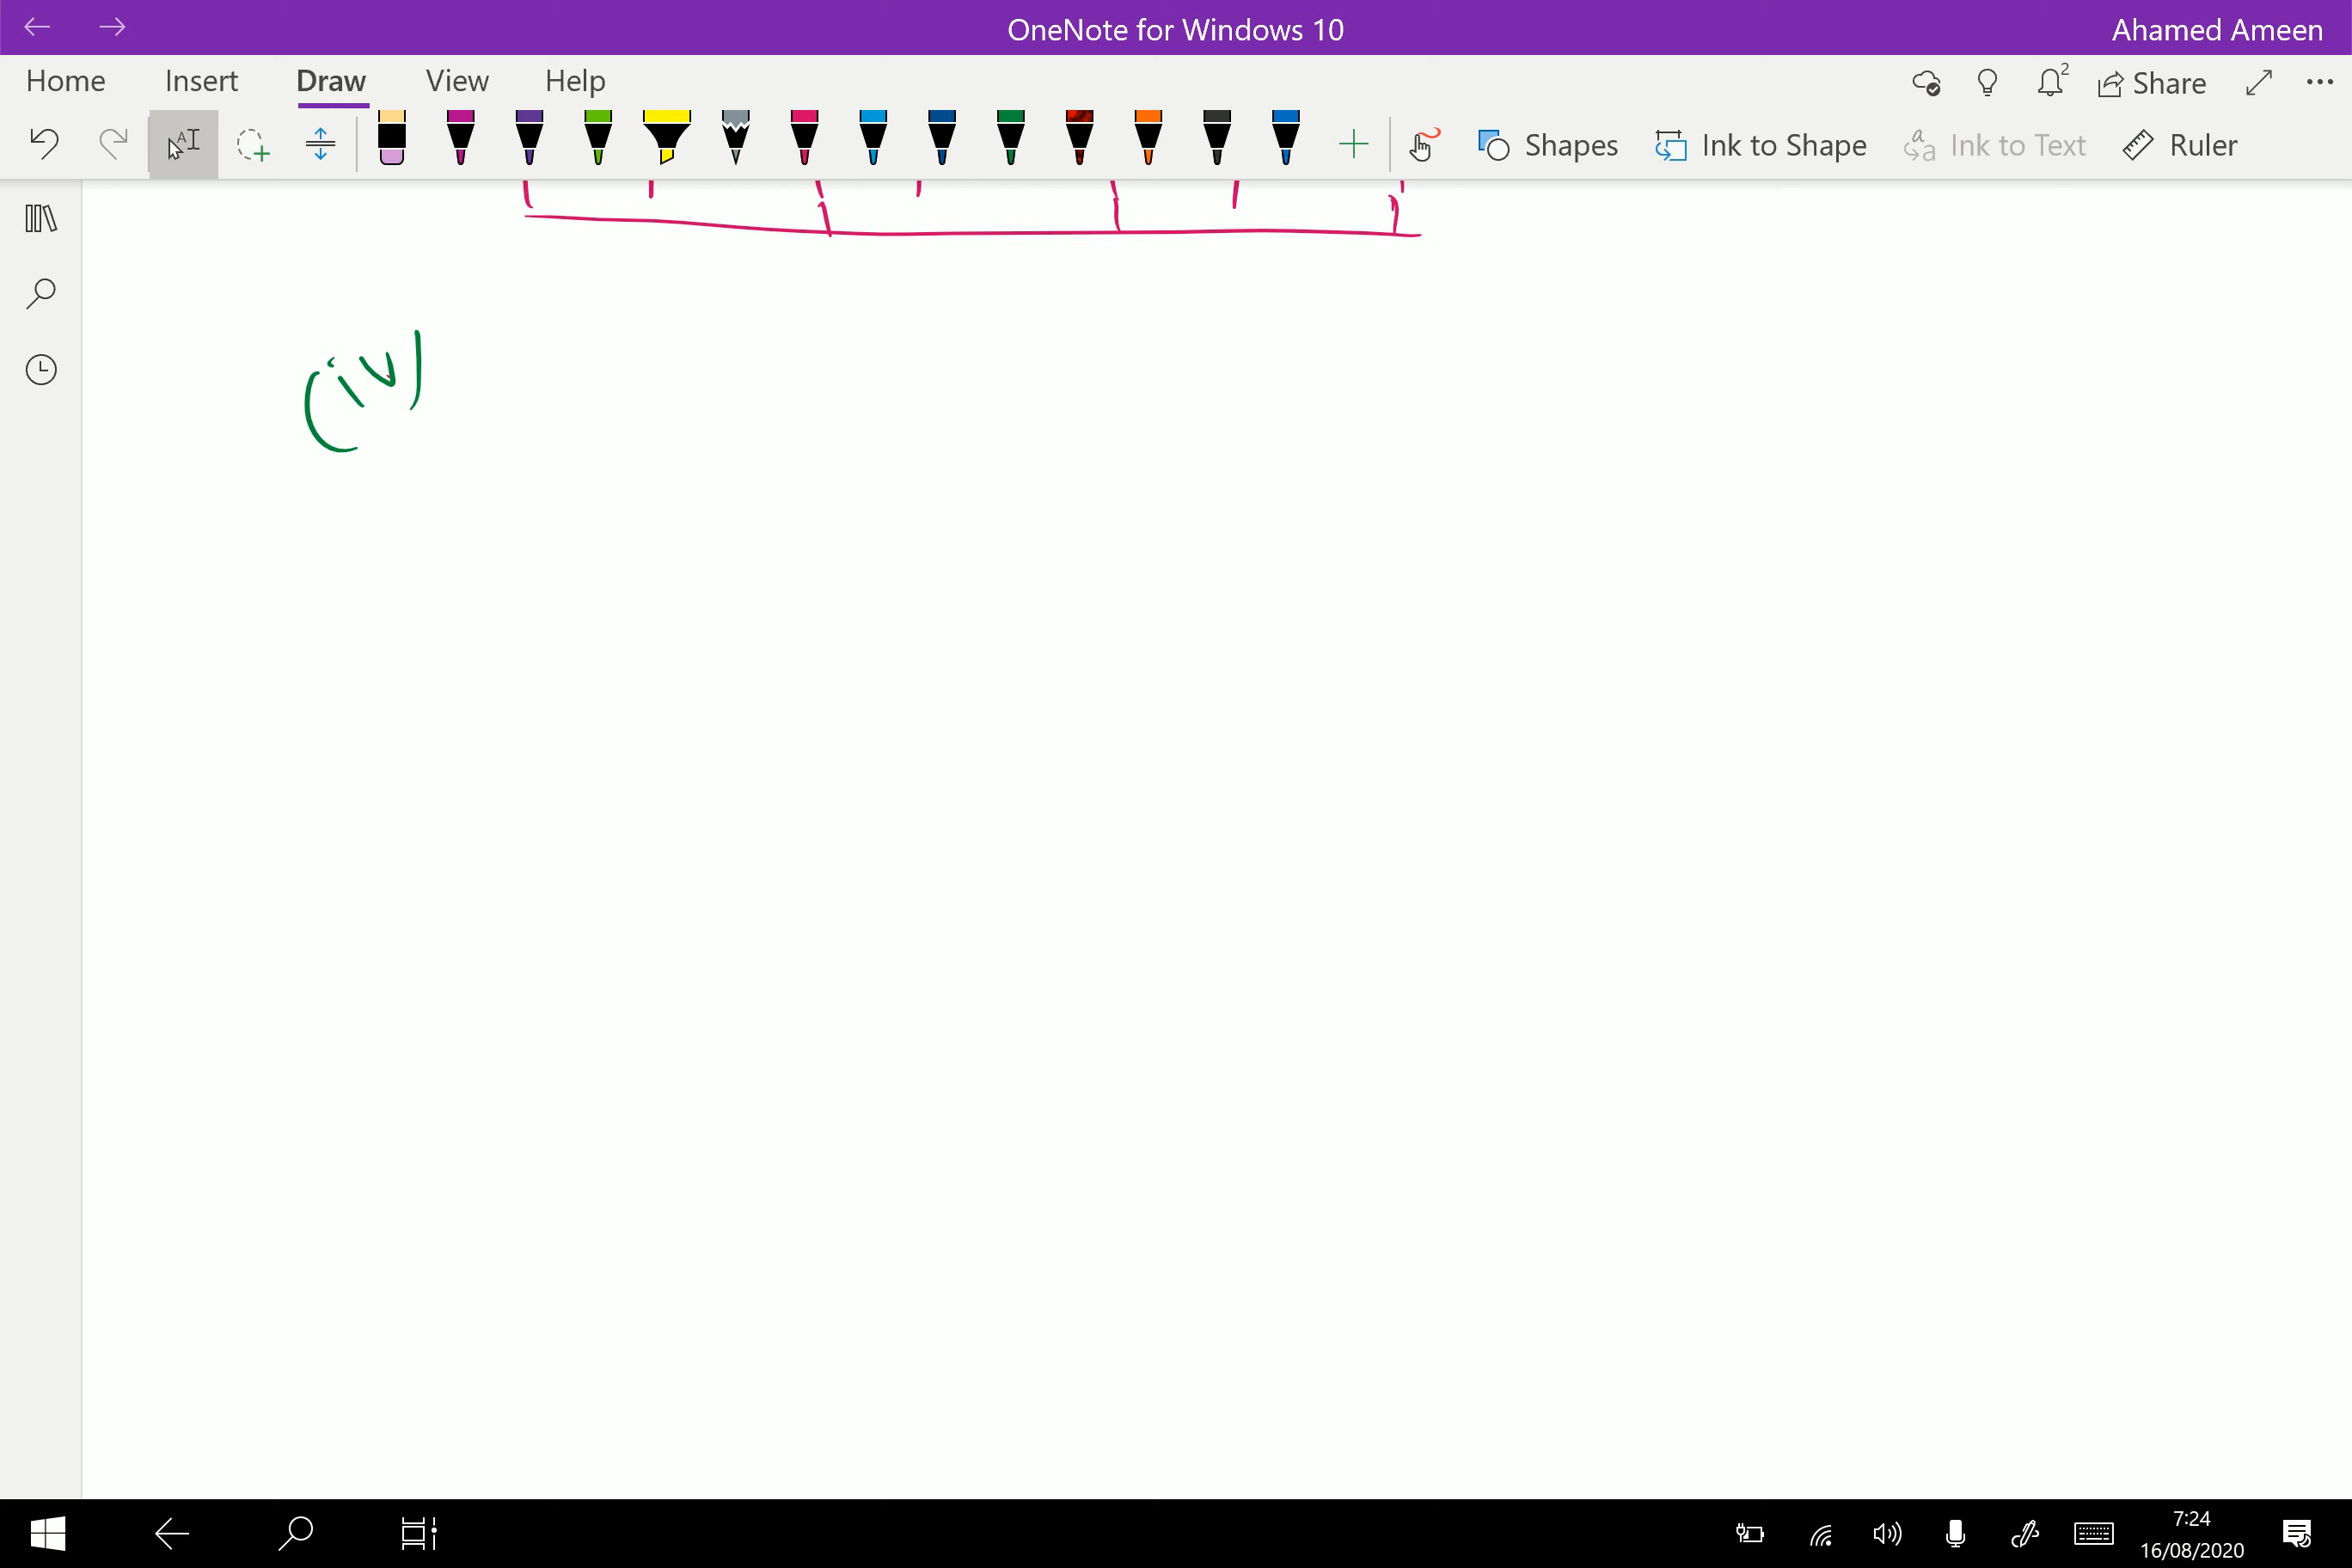 OneNote for Windows 10 Ahamed Ameen
Home Insert Draw View Help 2 Share
Shapes Ink to Shape Ink to Text Ruler
(iv)
7:24
16/08/2020